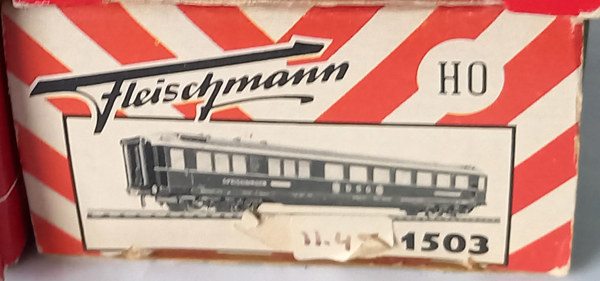 Fleischmann
HO
SPEISEWAGEN
DSG
11.4
1503